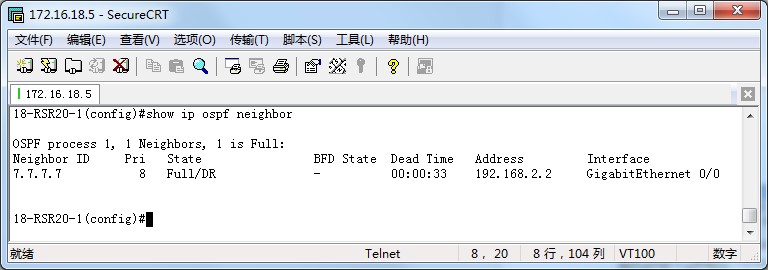 172.16.18.5 - SecureCRT
文件(F) 编辑(E) 查看(V) 选项(O) 传输(T) 脚本(S) 工具(L) 帮助(H)
172.16.18.5
18-RSR20-1(config)#show ip ospf neighbor
OSPF process 1, 1 Neighbors, 1 is Full:
Neighbor ID Pri State BFD State Dead Time Address Interface
7.7.7.7 8 Full/DR - 00:00:33 192.168.2.2 GigabitEthernet 0/0
18-RSR20-1(config)#
就绪 Telnet 8, 20 8 行, 104 列 VT100 数字